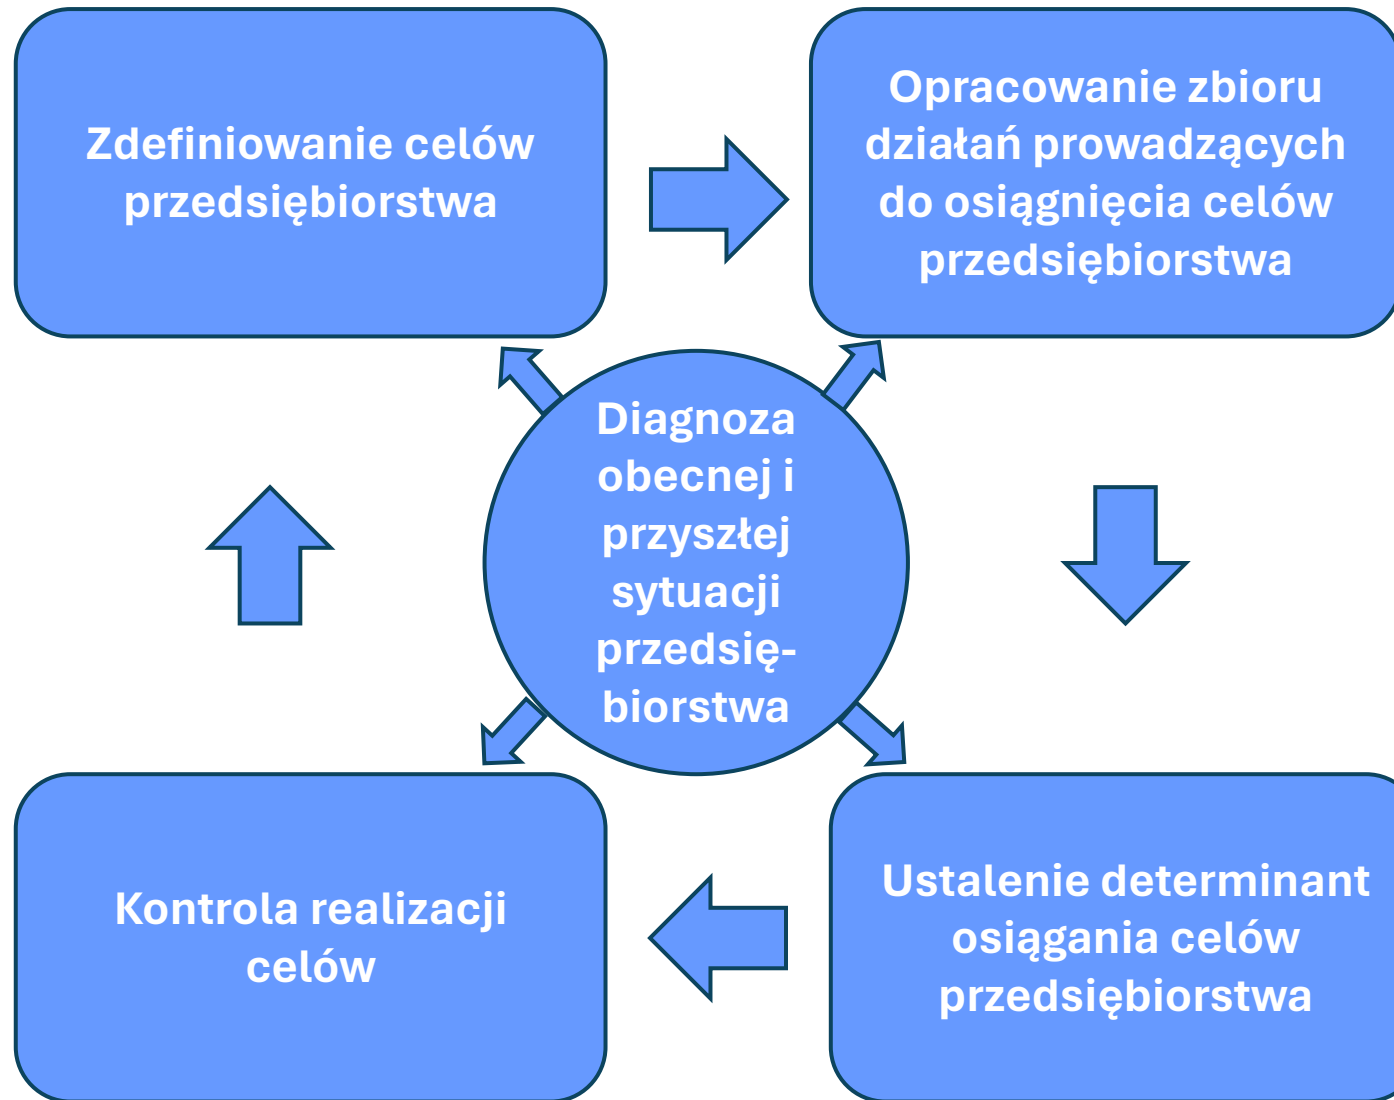 Zdefiniowanie celów
przedsiębiorstwa
Opracowanie zbioru
działań prowadzących
do osiągnięcia celów
przedsiębiorstwa
Diagnoza
obecnej i
przyszłej
sytuacji
przedsię-
biorstwa
Kontrola realizacji
celów
Ustalenie determinant
osiągania celów
przedsiębiorstwa